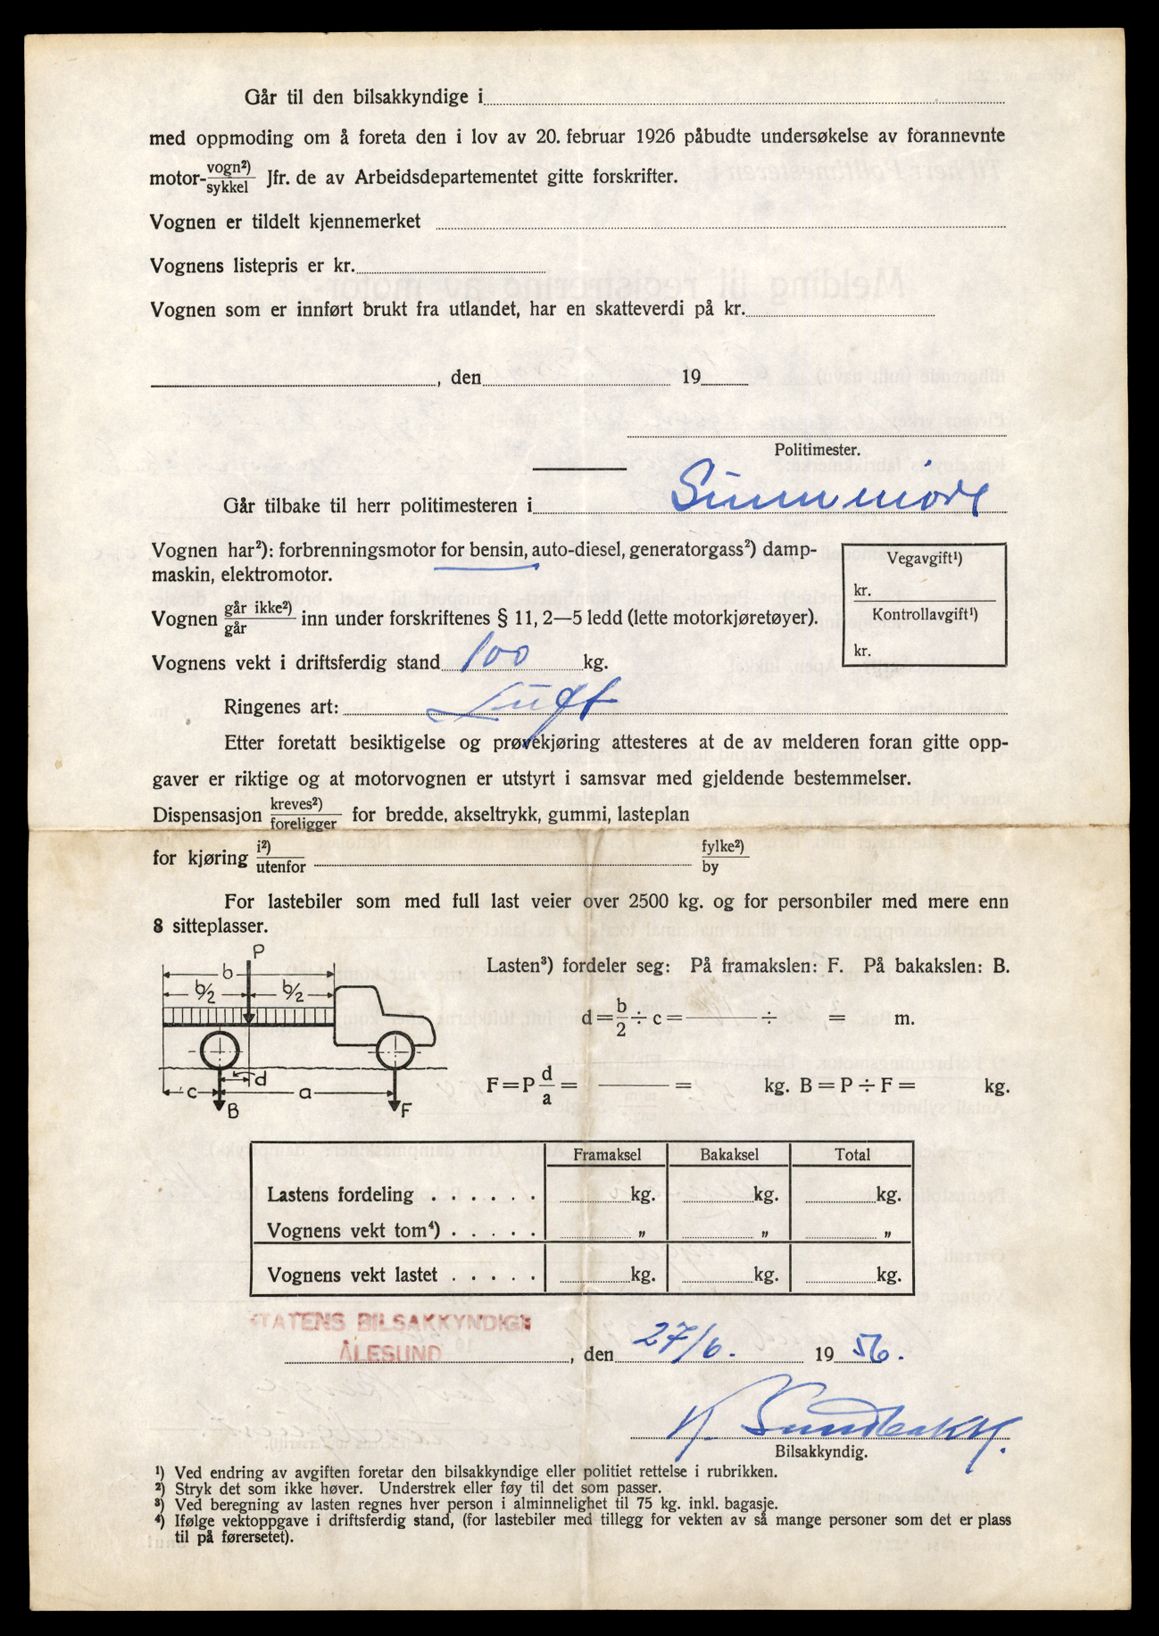 Går til den bilsakkyndige i
med oppmoding om å foreta den i lov av 20. februar 1926 påbudte undersøkelse av forannevnte
motor- vogn²) / sykkel Jfr. de av Arbeidsdepartementet gitte forskrifter.
Vognen er tildelt kjennemerket
Vognens listepris er kr.
Vognen som er innført brukt fra utlandet, har en skatteverdi på kr.
, den 19
Politimester.
Går tilbake til herr politimesteren i Sunnmøre
Vognen har²): forbrenningsmotor for bensin, auto-diesel, generatorgass²) damp-
maskin, elektromotor.
Vegavgift¹)
kr.
Kontrollavgift¹)
kr.
Vognen går ikke²) / går inn under forskriftenes § 11, 2—5 ledd (lette motorkjøretøyer).
Vognens vekt i driftsferdig stand 100 kg.
Ringenes art: Luft
Etter foretatt besiktigelse og prøvekjøring attesteres at de av melderen foran gitte opp-
gaver er riktige og at motorvognen er utstyrt i samsvar med gjeldende bestemmelser.
Dispensasjon kreves²) / foreligger for bredde, akseltrykk, gummi, lasteplan
for kjøring i²) / utenfor fylke²) / by
For lastebiler som med full last veier over 2500 kg. og for personbiler med mere enn
8 sitteplasser.
P
b
b/2 b/2
d
c a
B F
Lasten³) fordeler seg: På framakslen: F. På bakakslen: B.
d = b/2 ÷ c = ÷ = m.
F = P d/a = = kg. B = P ÷ F = kg.
Framaksel Bakaksel Total
Lastens fordeling . . . . . . kg. kg. kg.
Vognens vekt tom⁴) . . . . . „ „ „
Vognens vekt lastet . . . . . kg. kg. kg.
STATENS BILSAKKYNDIGE
ÅLESUND
, den 27/6. 19 56.
Bilsakkyndig.
¹) Ved endring av avgiften foretar den bilsakkyndige eller politiet rettelse i rubrikken.
²) Stryk det som ikke høver. Understrek eller føy til det som passer.
³) Ved beregning av lasten regnes hver person i alminnelighet til 75 kg. inkl. bagasje.
⁴) Ifølge vektoppgave i driftsferdig stand, (for lastebiler med tillegg for vekten av så mange personer som det er plass
til på førersetet).